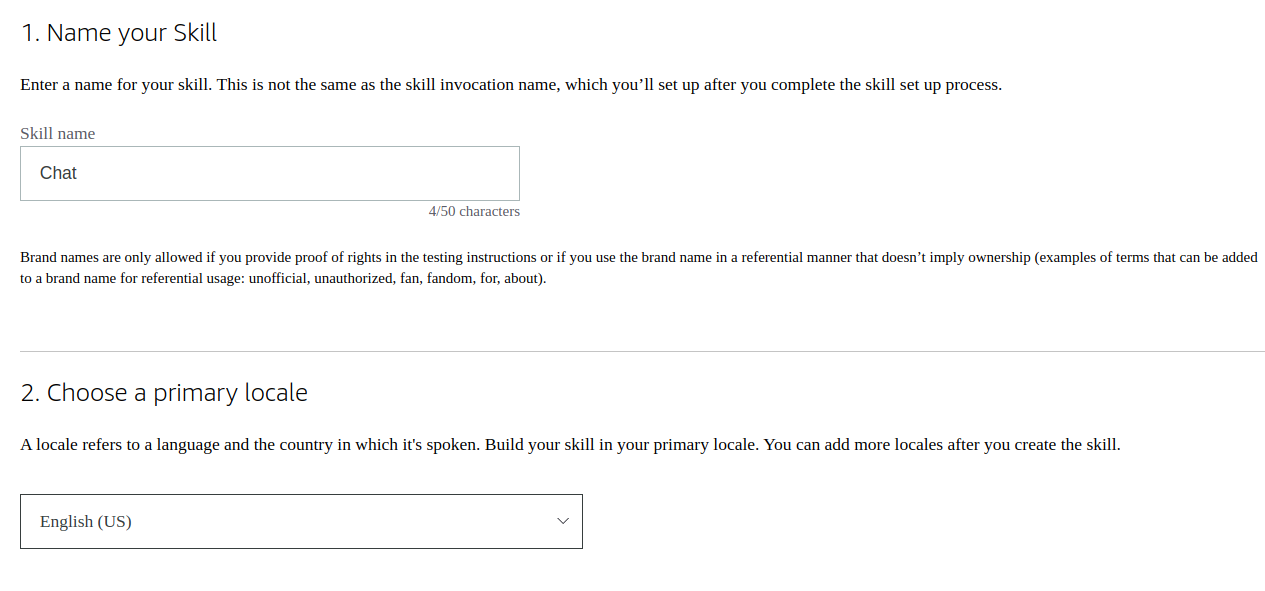 1. Name your Skill
Enter a name for your skill. This is not the same as the skill invocation name, which you’ll set up after you complete the skill set up process.
Skill name
Chat
4/50 characters
Brand names are only allowed if you provide proof of rights in the testing instructions or if you use the brand name in a referential manner that doesn’t imply ownership (examples of terms that can be added
to a brand name for referential usage: unofficial, unauthorized, fan, fandom, for, about).
2. Choose a primary locale
A locale refers to a language and the country in which it's spoken. Build your skill in your primary locale. You can add more locales after you create the skill.
English (US)